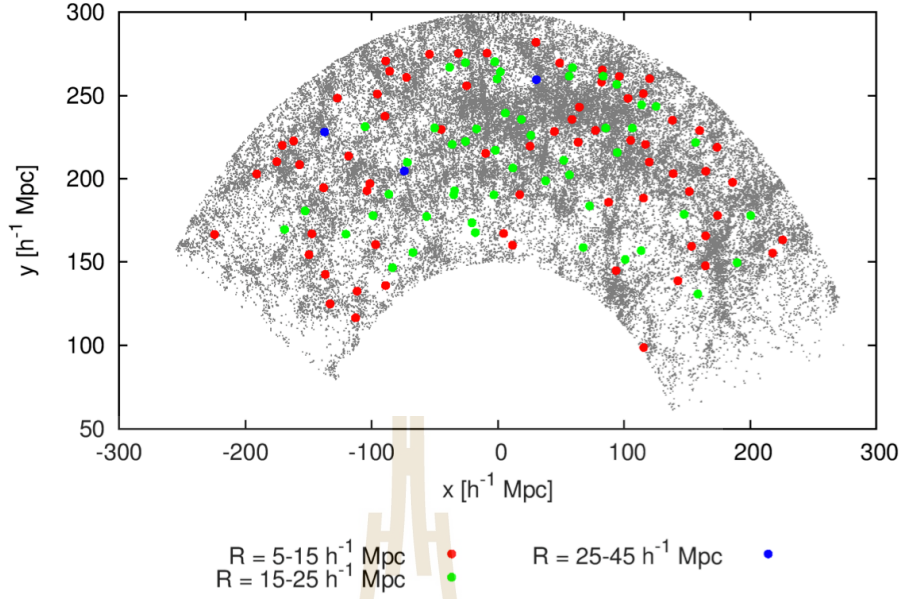 300
250
200
150
100
50
y [h⁻¹ Mpc]
-300 -200 -100 0 100 200 300
x [h⁻¹ Mpc]
R = 5-15 h⁻¹ Mpc
R = 25-45 h⁻¹ Mpc
R = 15-25 h⁻¹ Mpc